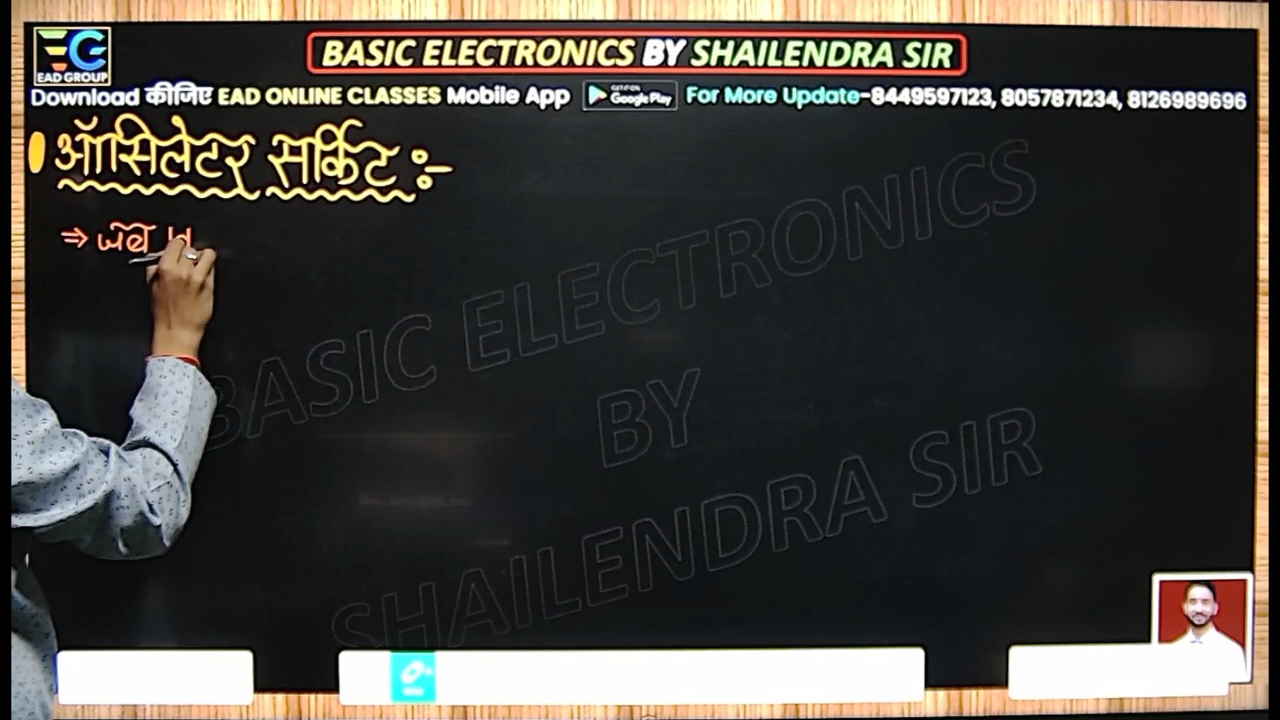 EAD GROUP
BASIC ELECTRONICS BY SHAILENDRA SIR
Download कीजिए EAD ONLINE CLASSES Mobile App GET IT ON Google Play For More Update-8449597123, 8057871234, 8126989696
ऑसिलेटर सर्किट :-
⇒ जब
BASIC ELECTRONICS
BY
SHAILENDRA SIR